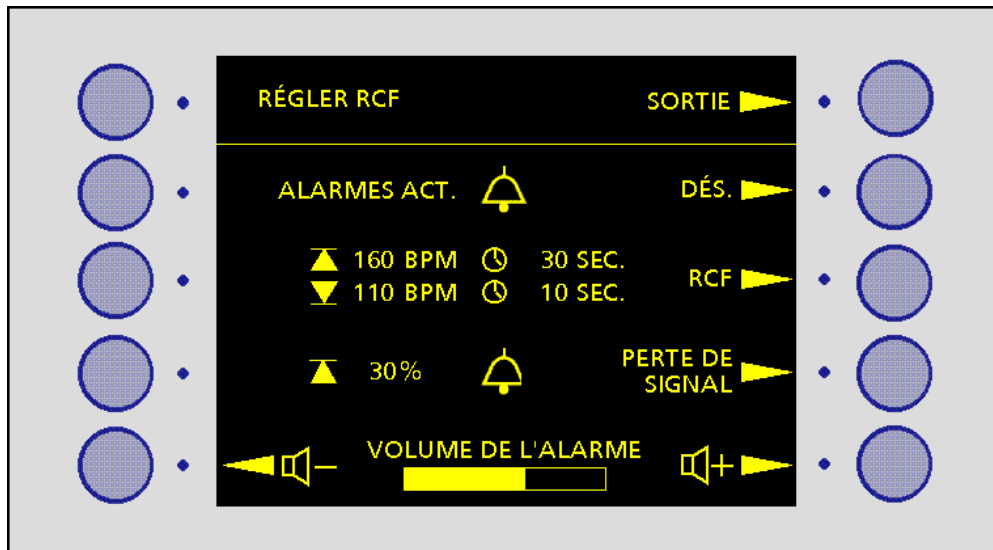 RÉGLER RCF
SORTIE
ALARMES ACT.
DÉS.
160 BPM 30 SEC.
110 BPM 10 SEC.
RCF
30%
PERTE DE
SIGNAL
VOLUME DE L'ALARME